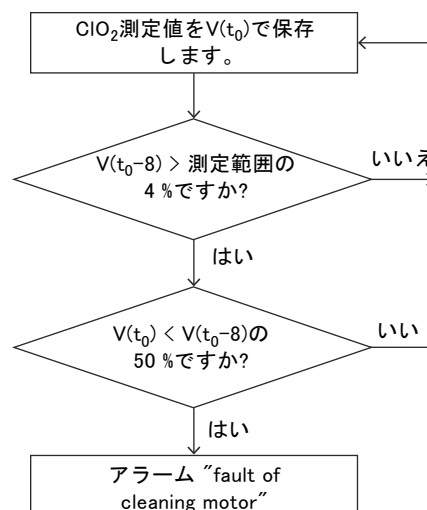 ClO₂測定値をV(t₀)で保存
します。
V(t₀-8) > 測定範囲の
4 %ですか?
いいえ
はい
V(t₀) < V(t₀-8)の
50 %ですか?
いい
はい
アラーム "fault of
cleaning motor"